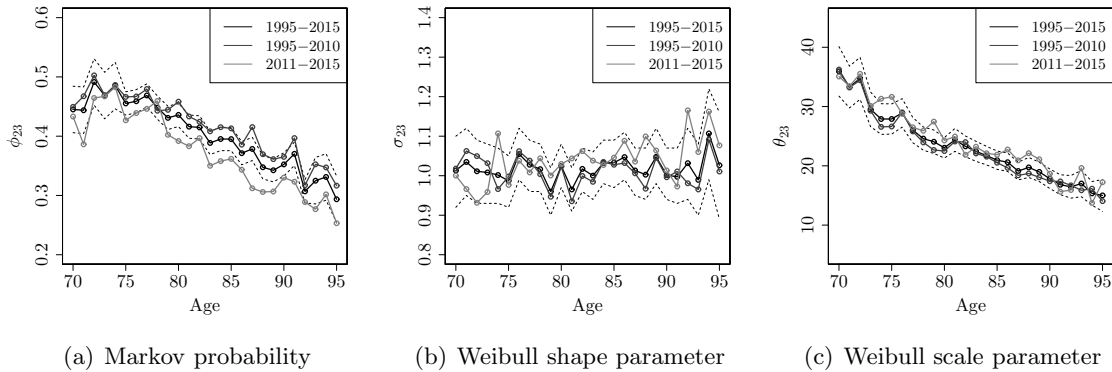 1995−2015
1995−2010
2011−2015
0.6
0.5
0.4
0.3
0.2
ϕ23
70 75 80 85 90 95
Age
(a) Markov probability
1995−2015
1995−2010
2011−2015
1.4
1.3
1.2
1.1
1.0
0.9
0.8
σ23
70 75 80 85 90 95
Age
(b) Weibull shape parameter
1995−2015
1995−2010
2011−2015
40
30
20
10
θ23
70 75 80 85 90 95
Age
(c) Weibull scale parameter